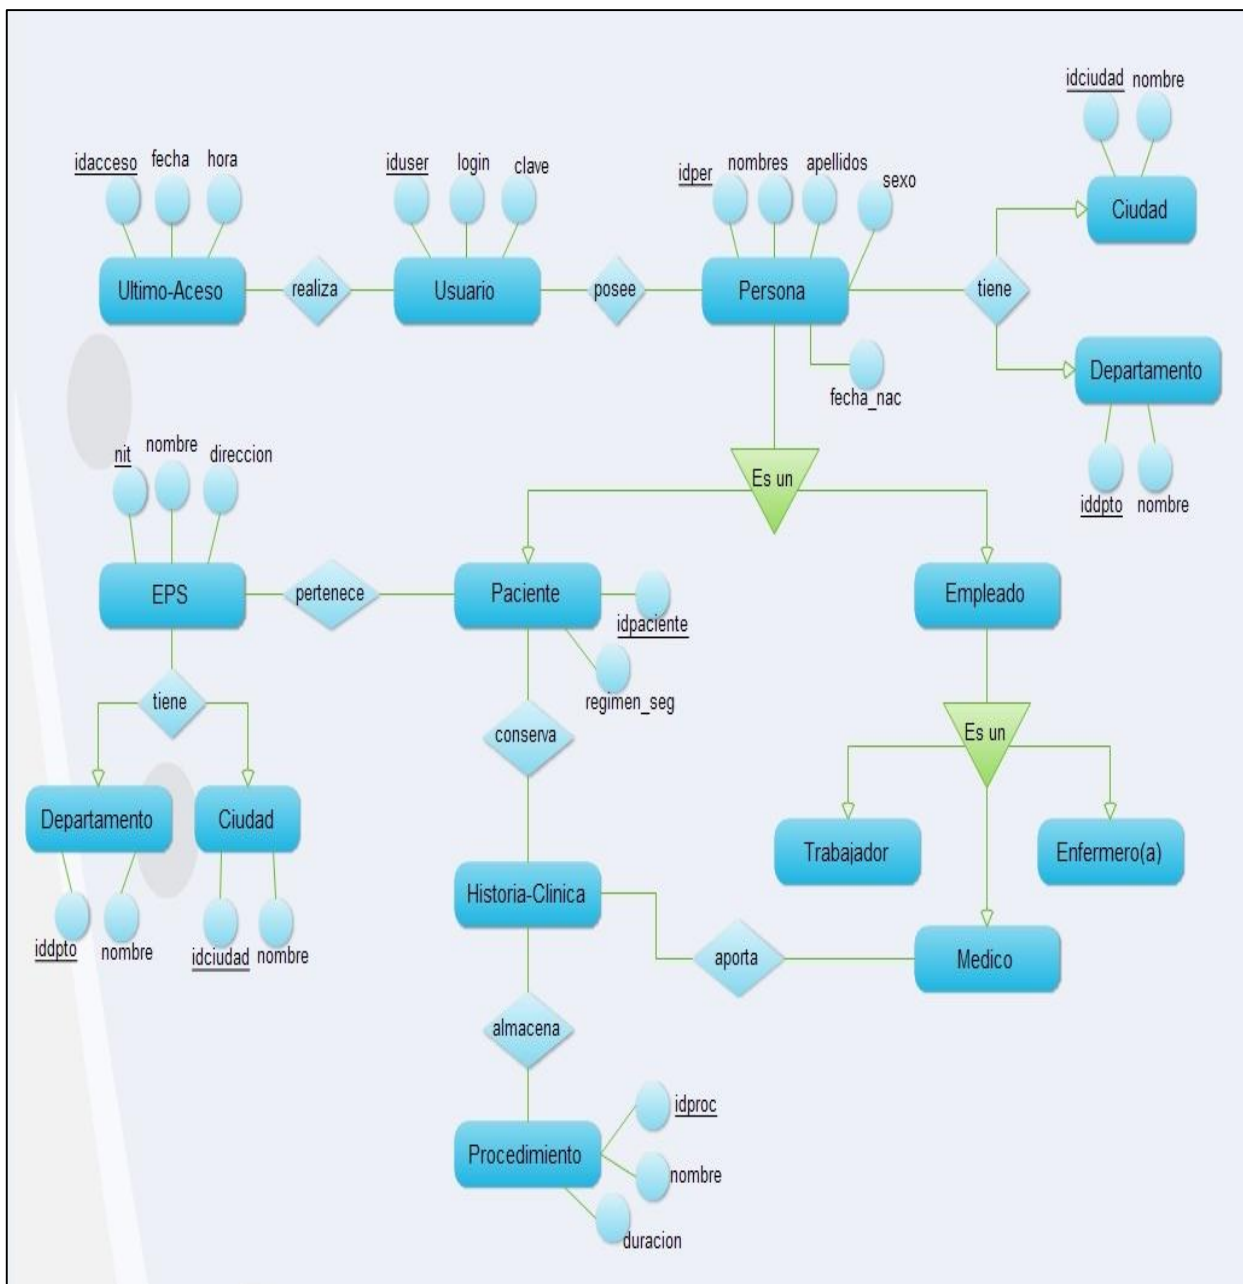 idciudad
nombre
idacceso
fecha
hora
iduser
login
clave
idper
nombres
apellidos
sexo
Ciudad
Ultimo-Aceso
realiza
Usuario
posee
Persona
tiene
Departamento
fecha_nac
iddpto
nombre
nit
nombre
direccion
Es un
EPS
pertenece
Paciente
idpaciente
regimen_seg
Empleado
tiene
conserva
Es un
Departamento
Ciudad
Trabajador
Enfermero(a)
iddpto
nombre
idciudad
nombre
Historia-Clinica
aporta
Medico
almacena
idproc
Procedimiento
nombre
duracion